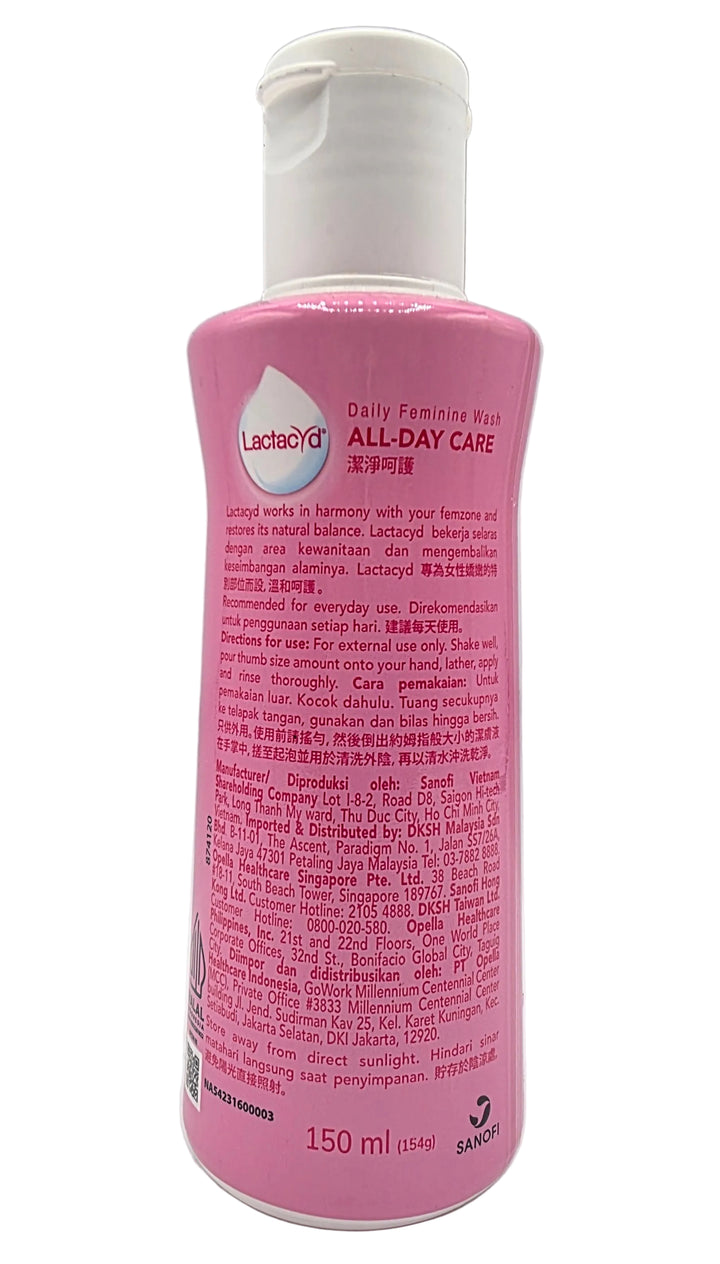 Lactacyd®
Daily Feminine Wash
ALL-DAY CARE
潔淨呵護
Lactacyd works in harmony with your femzone and
restores its natural balance. Lactacyd bekerja selaras
dengan area kewanitaan dan mengembalikan
keseimbangan alaminya. Lactacyd 專為女性嬌嫩的特
別部位而設, 溫和呵護。
Recommended for everyday use. Direkomendasikan
untuk penggunaan setiap hari. 建議每天使用。
Directions for use: For external use only. Shake well,
pour thumb size amount onto your hand, lather, apply
and rinse thoroughly. Cara pemakaian: Untuk
pemakaian luar. Kocok dahulu. Tuang secukupnya
ke telapak tangan, gunakan dan bilas hingga bersih.
只供外用。使用前請搖勻, 然後倒出約姆指般大小的潔膚液
在手掌中, 搓至起泡並用於清洗外陰, 再以清水沖洗乾淨。
Manufacturer/ Diproduksi oleh: Sanofi Vietnam
Shareholding Company Lot I-8-2, Road D8, Saigon Hi-tech
Park, Long Thanh My ward, Thu Duc City, Ho Chi Minh City,
Vietnam. Imported & Distributed by: DKSH Malaysia Sdn
Bhd. B-11-01, The Ascent, Paradigm No. 1, Jalan SS7/26A,
Kelana Jaya 47301 Petaling Jaya Malaysia Tel: 03-7882 8888.
Opella Healthcare Singapore Pte. Ltd. 38 Beach Road
#18-11, South Beach Tower, Singapore 189767. Sanofi Hong
Kong Ltd. Customer Hotline: 2105 4888. DKSH Taiwan Ltd.
Customer Hotline: 0800-020-580. Opella Healthcare
Philippines, Inc. 21st and 22nd Floors, One World Place
Corporate Offices, 32nd St., Bonifacio Global City, Taguig
City. Diimpor dan didistribusikan oleh: PT Opella
Healthcare Indonesia, GoWork Millennium Centennial Center
MCCI, Private Office #3833 Millennium Centennial Center
Building Jl. Jend. Sudirman Kav 25, Kel. Karet Kuningan, Kec.
Setiabudi, Jakarta Selatan, DKI Jakarta, 12920.
Store away from direct sunlight. Hindari sinar
matahari langsung saat penyimpanan. 貯存於陰涼處,
避免陽光直接照射。
874120
NA54231600003
150 ml (154g)
SANOFI